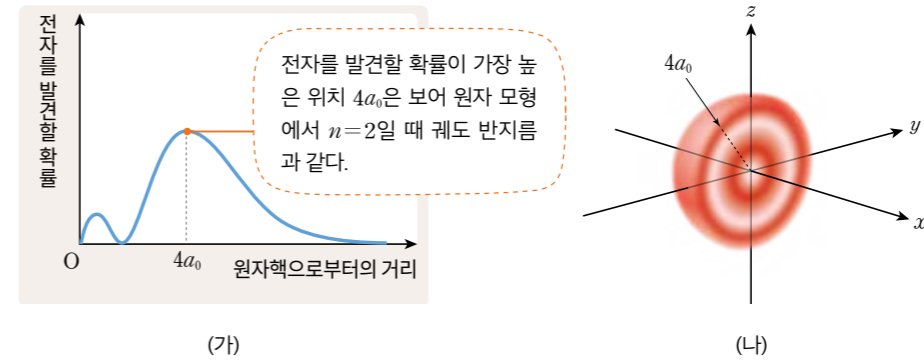 전자를 발견할 확률
전자를 발견할 확률이 가장 높
은 위치 4a₀은 보어 원자 모형
에서 n=2일 때 궤도 반지름
과 같다.
O
4a₀
원자핵으로부터의 거리
(가)
z
4a₀
y
x
(나)